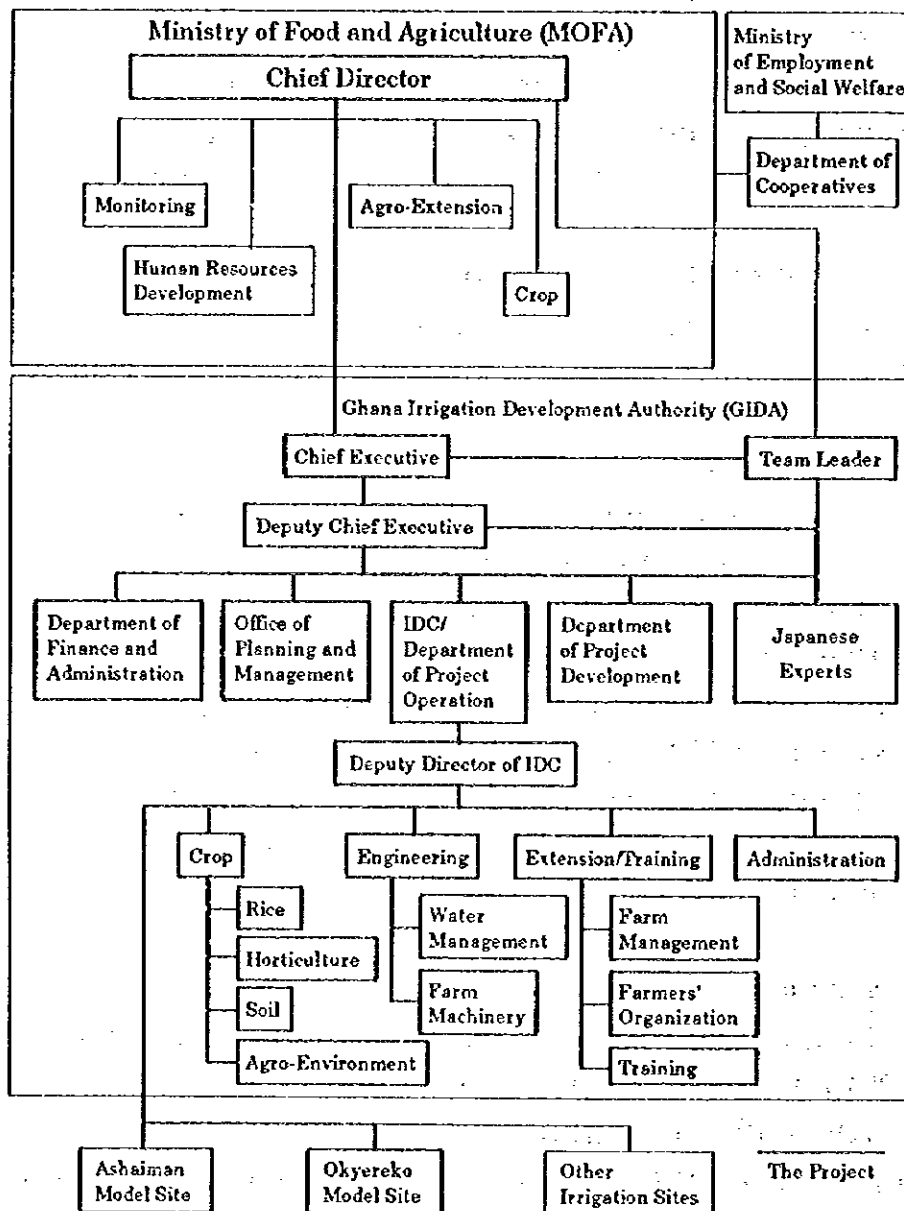 Ministry of Food and Agriculture (MOFA)
Chief Director
Monitoring
Agro-Extension
Human Resources
Development
Crop
Ministry
of Employment
and Social Welfare
Department of
Cooperatives
Ghana Irrigation Development Authority (GIDA)
Chief Executive
Team Leader
Deputy Chief Executive
Department of
Finance and
Administration
Office of
Planning and
Management
IDC/
Department
of Project
Operation
Department
of Project
Development
Japanese
Experts
Deputy Director of IDC
Crop
Engineering
Extension/Training
Administration
Rice
Horticulture
Soil
Agro-Environment
Water
Management
Farm
Machinery
Farm
Management
Farmers'
Organization
Training
Ashaiman
Model Site
Okyereko
Model Site
Other
Irrigation Sites
The Project